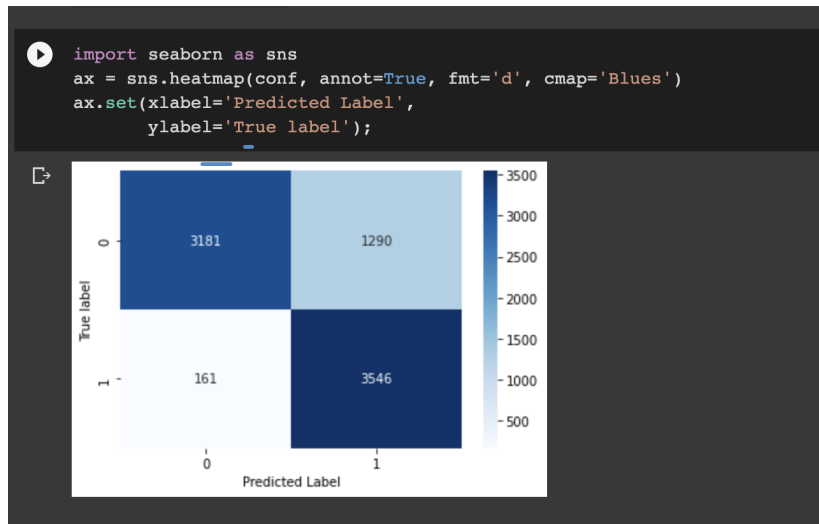 import seaborn as sns
ax = sns.heatmap(conf, annot=True, fmt='d', cmap='Blues')
ax.set(xlabel='Predicted Label',
       ylabel='True label');
3500
3000
2500
2000
1500
1000
500
True label
0
1
3181
1290
161
3546
0
1
Predicted Label